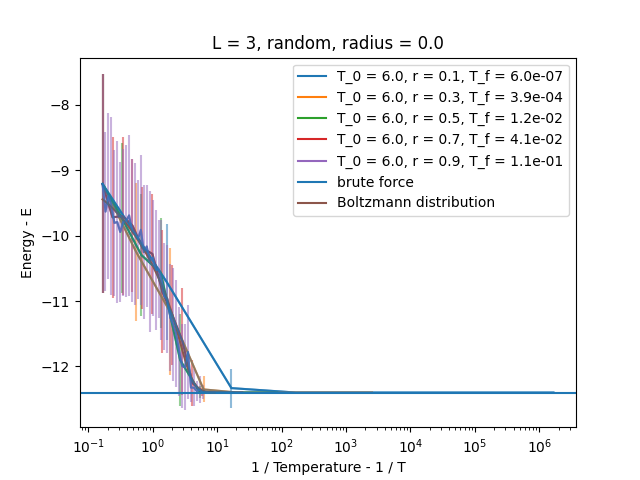 L = 3, random, radius = 0.0
T_0 = 6.0, r = 0.1, T_f = 6.0e-07
T_0 = 6.0, r = 0.3, T_f = 3.9e-04
T_0 = 6.0, r = 0.5, T_f = 1.2e-02
T_0 = 6.0, r = 0.7, T_f = 4.1e-02
T_0 = 6.0, r = 0.9, T_f = 1.1e-01
brute force
Boltzmann distribution
Energy - E
−8
−9
−10
−11
−12
10⁻¹ 10⁰ 10¹ 10² 10³ 10⁴ 10⁵ 10⁶
1 / Temperature - 1 / T